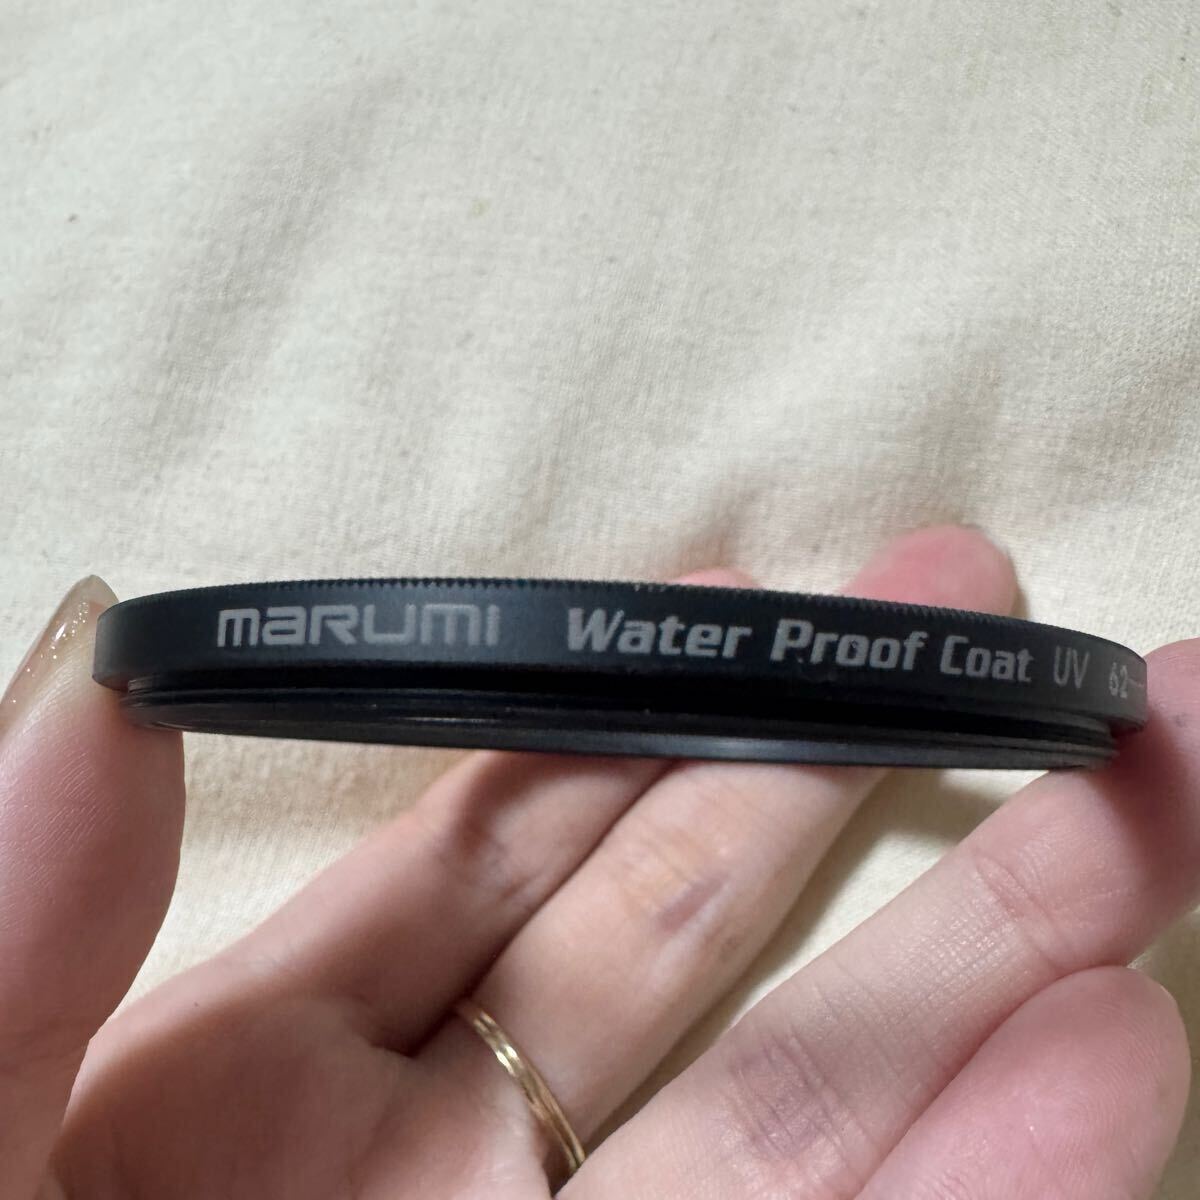 marumi Water Proof Coat UV 62